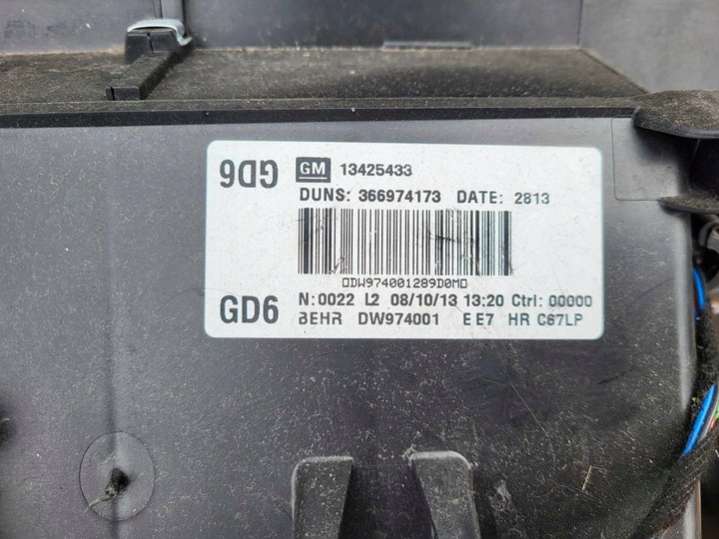 GD6 GM 13425433
DUNS: 366974173 DATE: 2813
0DW974001289D0M0
GD6 N:0022 L2 08/10/13 13:20 Ctrl: 00000
BEHR DW974001 E E7 HR C67LP